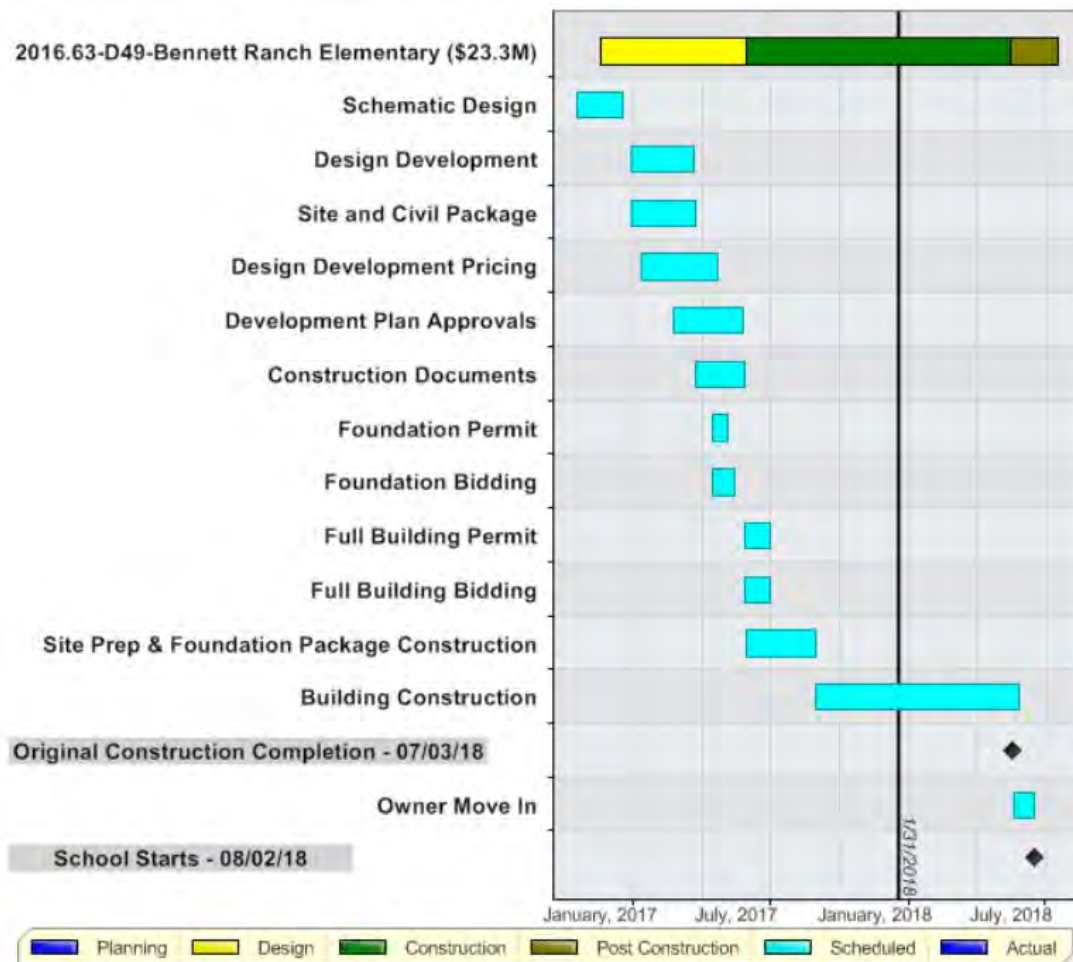 2016.63-D49-Bennett Ranch Elementary ($23.3M)
Schematic Design
Design Development
Site and Civil Package
Design Development Pricing
Development Plan Approvals
Construction Documents
Foundation Permit
Foundation Bidding
Full Building Permit
Full Building Bidding
Site Prep & Foundation Package Construction
Building Construction
Original Construction Completion - 07/03/18
Owner Move In
School Starts - 08/02/18
1/31/2018
January, 2017 July, 2017 January, 2018 July, 2018
Planning Design Construction Post Construction Scheduled Actual